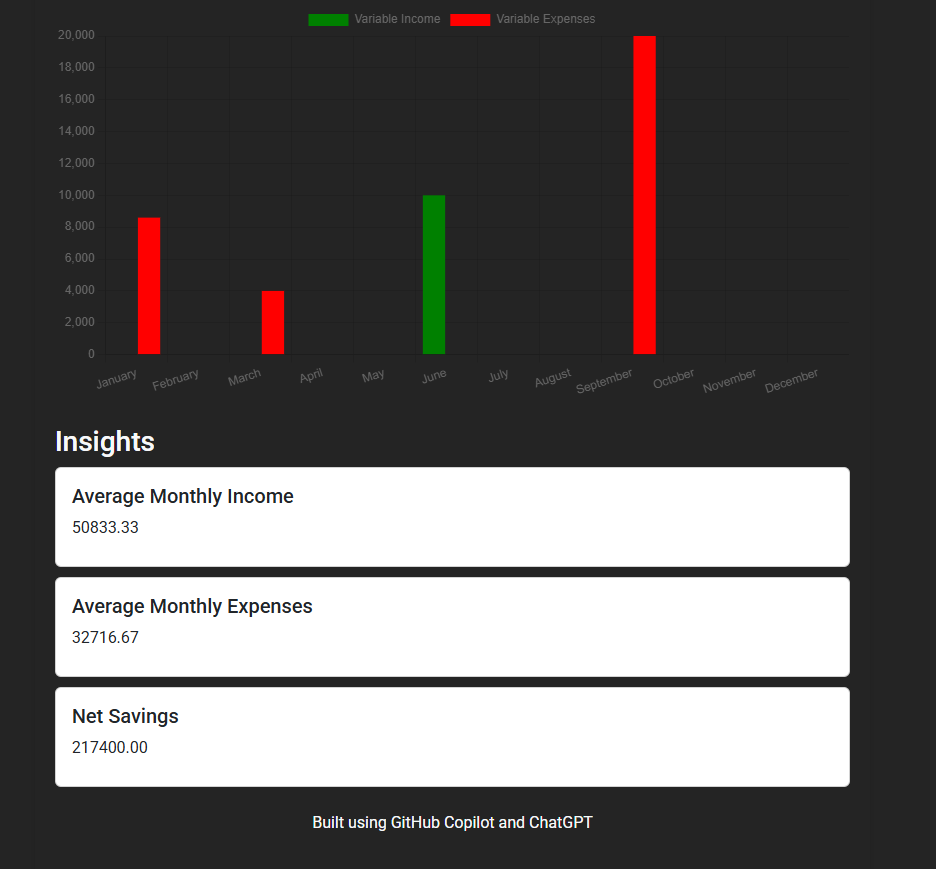 Variable Income Variable Expenses
20,000
18,000
16,000
14,000
12,000
10,000
8,000
6,000
4,000
2,000
0
January February March April May June July August September October November December
Insights
Average Monthly Income
50833.33
Average Monthly Expenses
32716.67
Net Savings
217400.00
Built using GitHub Copilot and ChatGPT